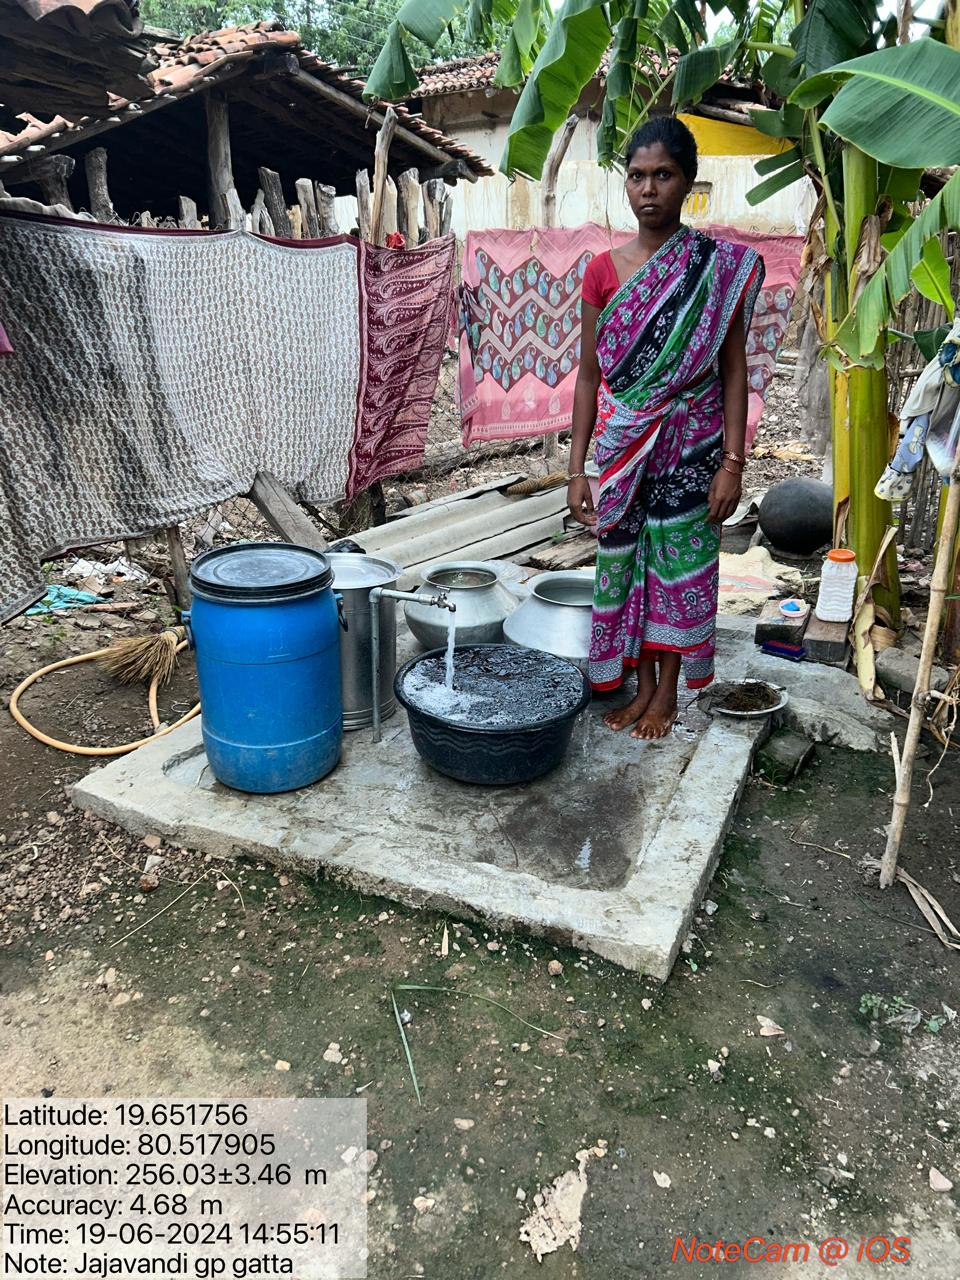 Latitude: 19.651756
Longitude: 80.517905
Elevation: 256.03±3.46 m
Accuracy: 4.68 m
Time: 19-06-2024 14:55:11
Note: Jajavandi gp gatta
NoteCam @ iOS